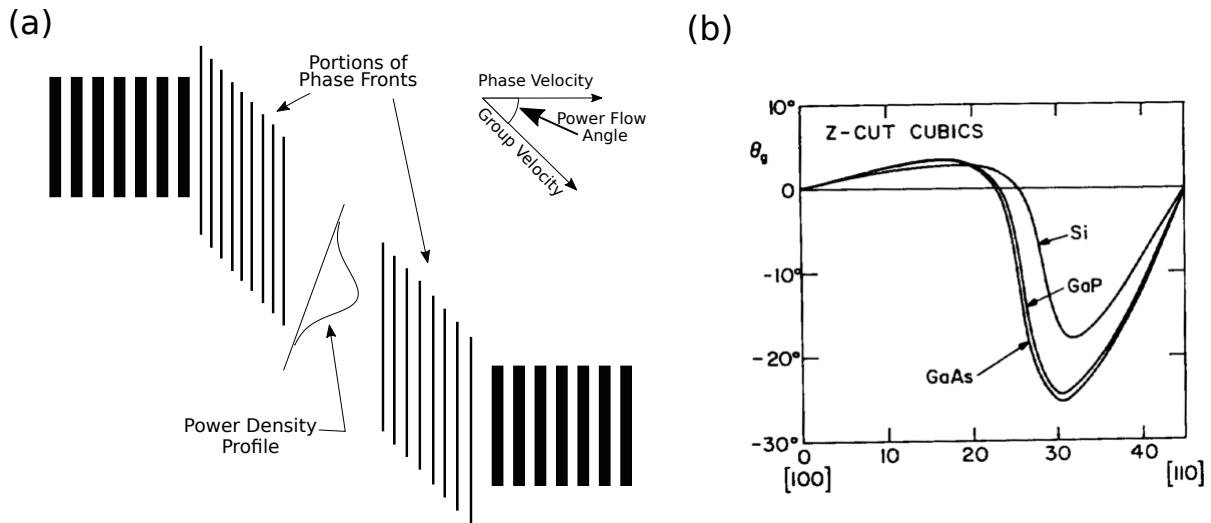 (a)
Portions of
Phase Fronts
Phase Velocity
Power Flow
Angle
Group Velocity
Power Density
Profile
(b)
10°
Z-CUT CUBICS
θg
0
Si
-10°
GaP
-20°
GaAs
-30°
0 10 20 30 40
[100] [110]